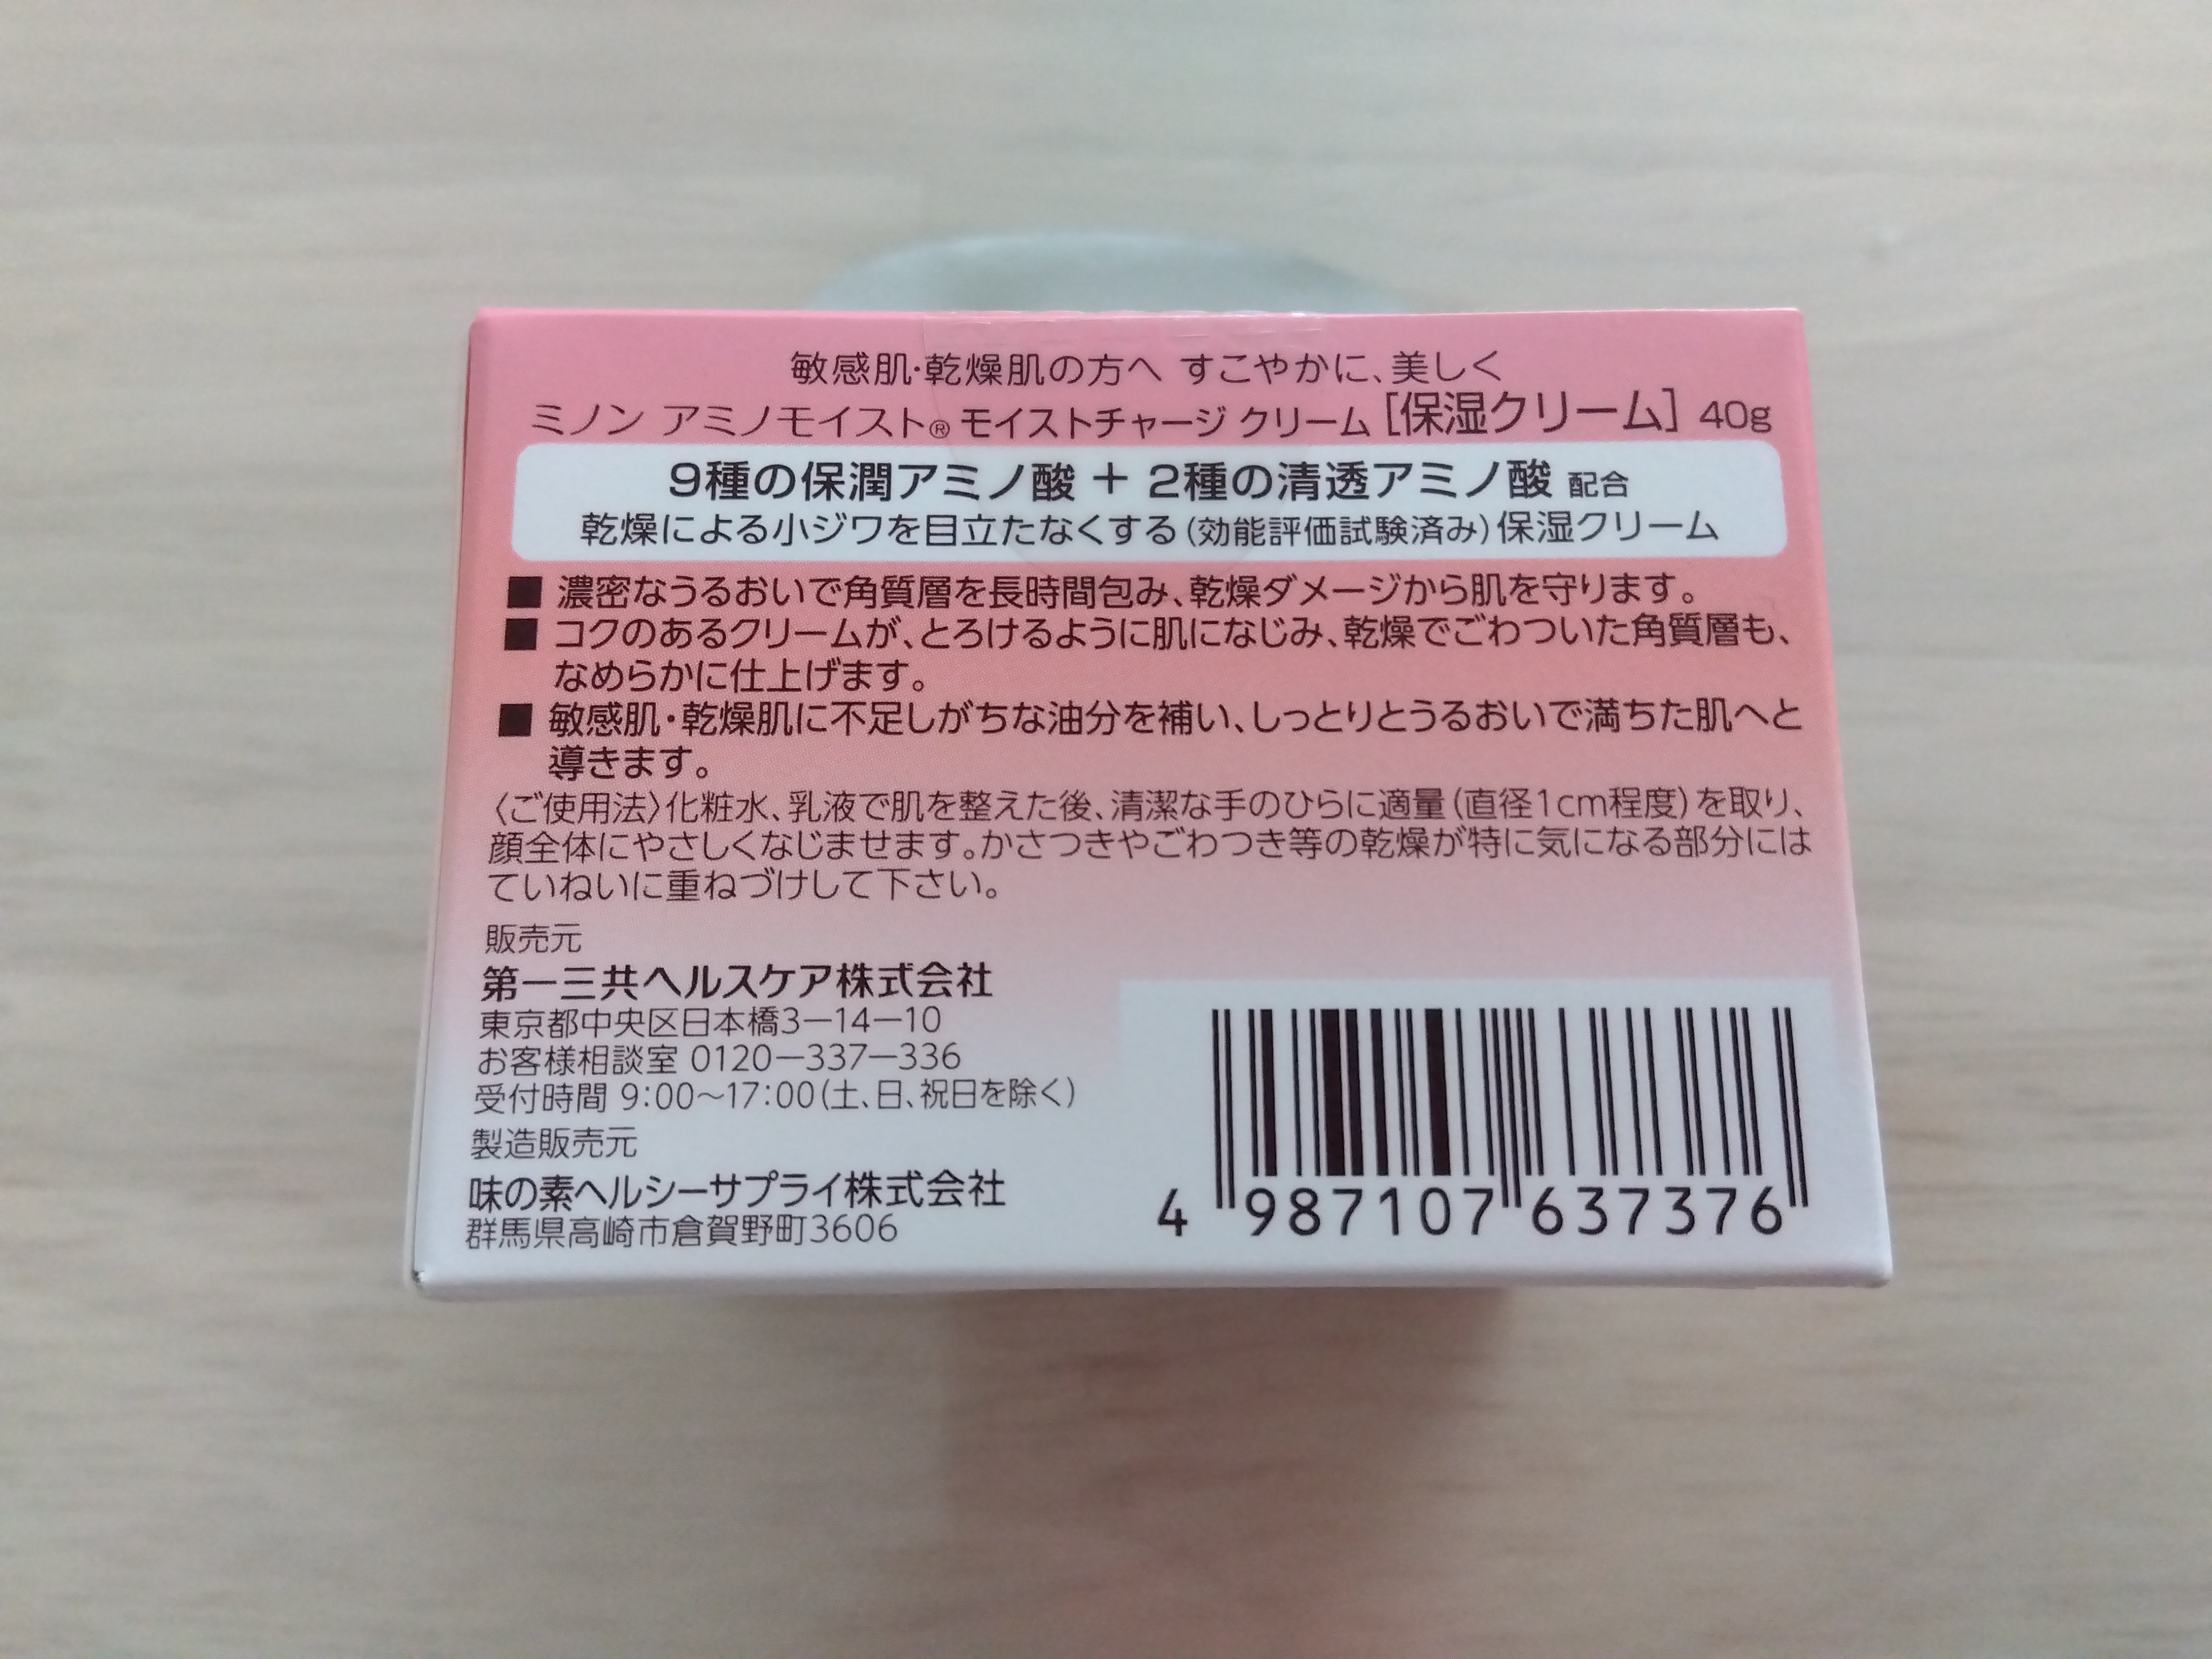 敏感肌・乾燥肌の方へ すこやかに、美しく
ミノン アミノモイスト® モイストチャージ クリーム [保湿クリーム] 40g
9種の保潤アミノ酸 + 2種の清透アミノ酸 配合
乾燥による小ジワを目立たなくする(効能評価試験済み)保湿クリーム
■ 濃密なうるおいで角質層を長時間包み、乾燥ダメージから肌を守ります。
■ コクのあるクリームが、とろけるように肌になじみ、乾燥でごわついた角質層も、
なめらかに仕上げます。
■ 敏感肌・乾燥肌に不足しがちな油分を補い、しっとりとうるおいで満ちた肌へと
導きます。
〈ご使用法〉化粧水、乳液で肌を整えた後、清潔な手のひらに適量(直径1cm程度)を取り、
顔全体にやさしくなじませます。かさつきやごわつき等の乾燥が特に気になる部分には
ていねいに重ねづけして下さい。
販売元
第一三共ヘルスケア株式会社
東京都中央区日本橋3−14−10
お客様相談室 0120−337−336
受付時間 9:00〜17:00(土、日、祝日を除く)
製造販売元
味の素ヘルシーサプライ株式会社
群馬県高崎市倉賀野町3606
4 987107 637376